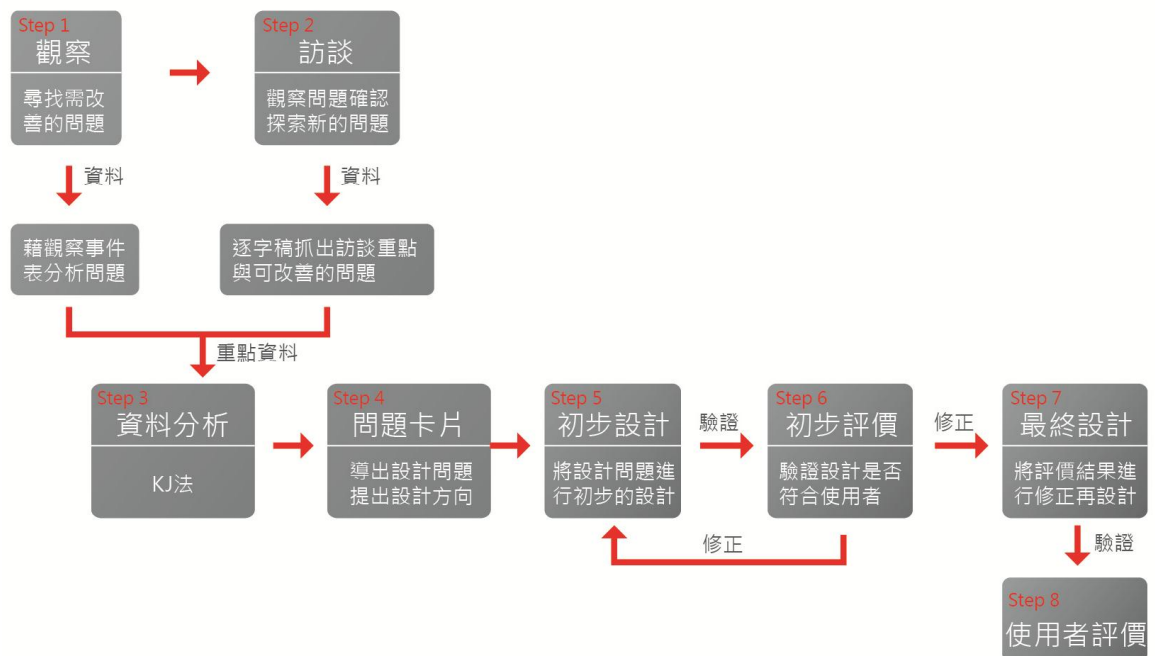 Step 1
觀察
尋找需改
善的問題
Step 2
訪談
觀察問題確認
探索新的問題
資料
資料
藉觀察事件
表分析問題
逐字稿抓出訪談重點
與可改善的問題
重點資料
Step 3
資料分析
KJ法
Step 4
問題卡片
導出設計問題
提出設計方向
Step 5
初步設計
將設計問題進
行初步的設計
驗證
Step 6
初步評價
驗證設計是否
符合使用者
修正
Step 7
最終設計
將評價結果進
行修正再設計
修正
驗證
Step 8
使用者評價